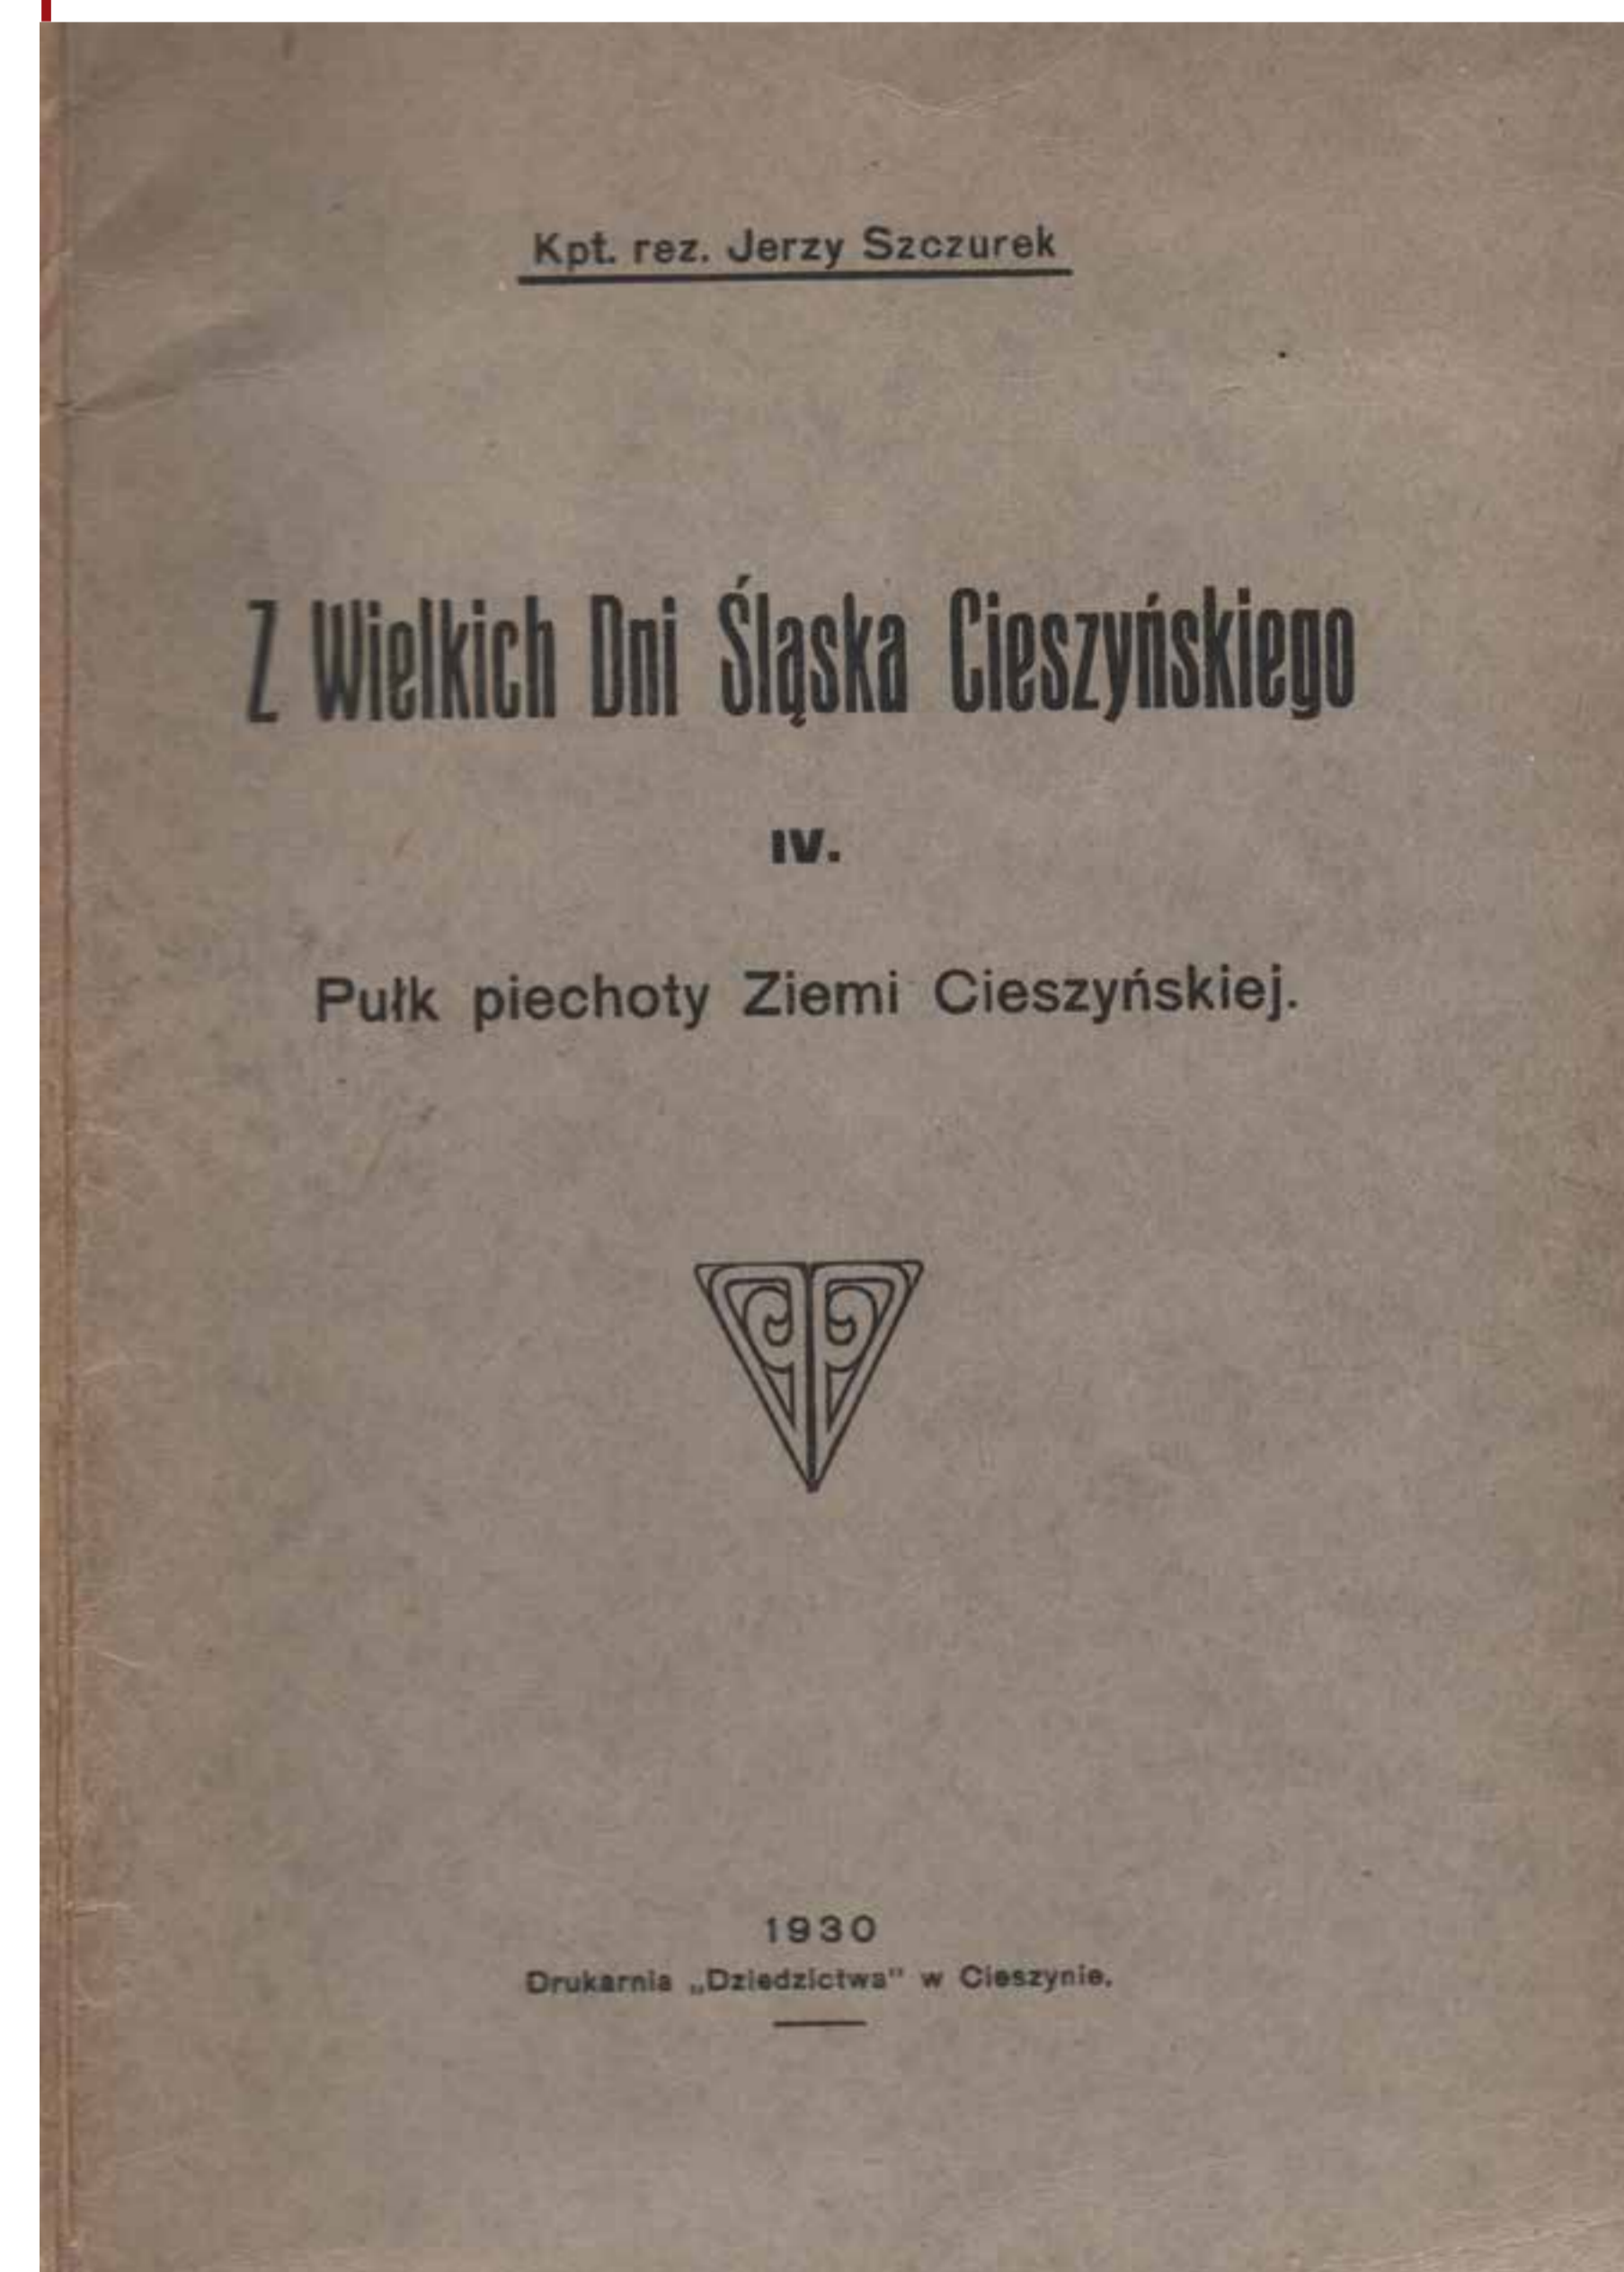 Kpt. rez. Jerzy Szczurek
Z Wielkich Dni Śląska Cieszyńskiego
IV.
Pułk piechoty Ziemi Cieszyńskiej.
1930
Drukarnia „Dziedzictwa" w Cieszynie.